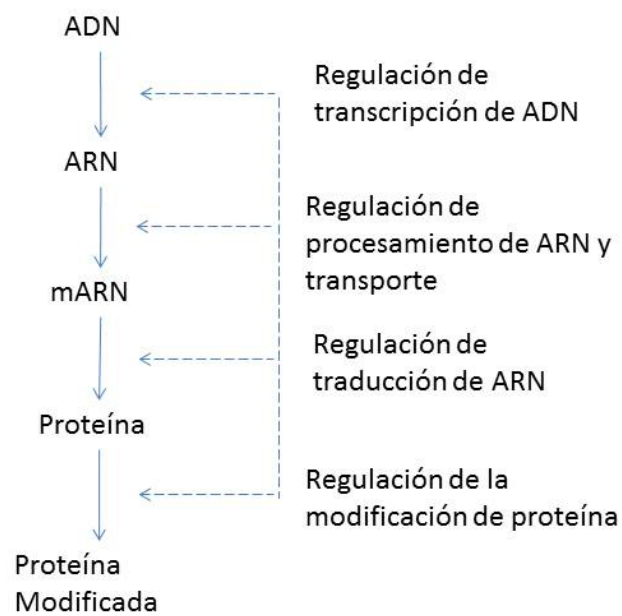 ADN
Regulación de
transcripción de ADN
ARN
Regulación de
procesamiento de ARN y
transporte
mARN
Regulación de
traducción de ARN
Proteína
Regulación de la
modificación de proteína
Proteína
Modificada